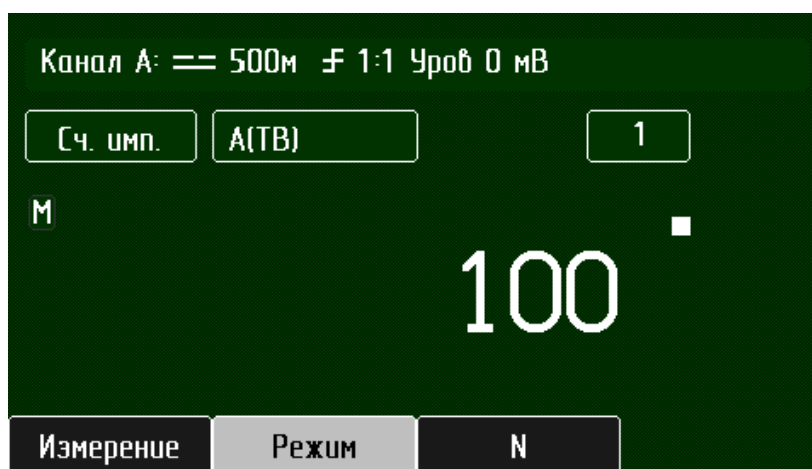 Канал А: 500м 1:1 Уров 0 мВ
Сч. имп. А(ТВ) 1
М
100
Измерение Режим N